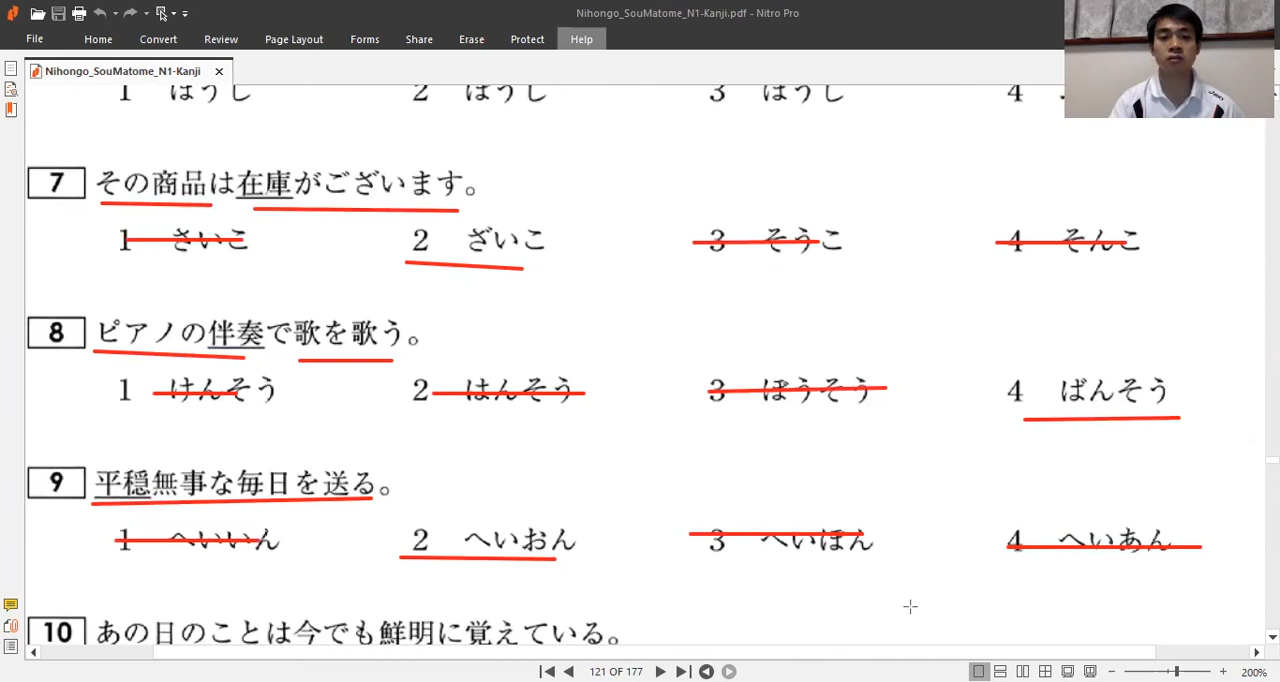 Nihongo_SouMatome_N1-Kanji.pdf - Nitro Pro
File Home Convert Review Page Layout Forms Share Erase Protect Help
Nihongo_SouMatome_N1-Kanji ×
1 ほうし 2 ぼうし 3 ほうじ 4
7 その商品は在庫がございます。
1 さいこ 2 ざいこ 3 そうこ 4 そんこ
8 ピアノの伴奏で歌を歌う。
1 けんそう 2 はんそう 3 ぼうそう 4 ばんそう
9 平穏無事な毎日を送る。
1 へいいん 2 へいおん 3 へいぼん 4 へいあん
10 あの日のことは今でも鮮明に覚えている。
121 OF 177
200%